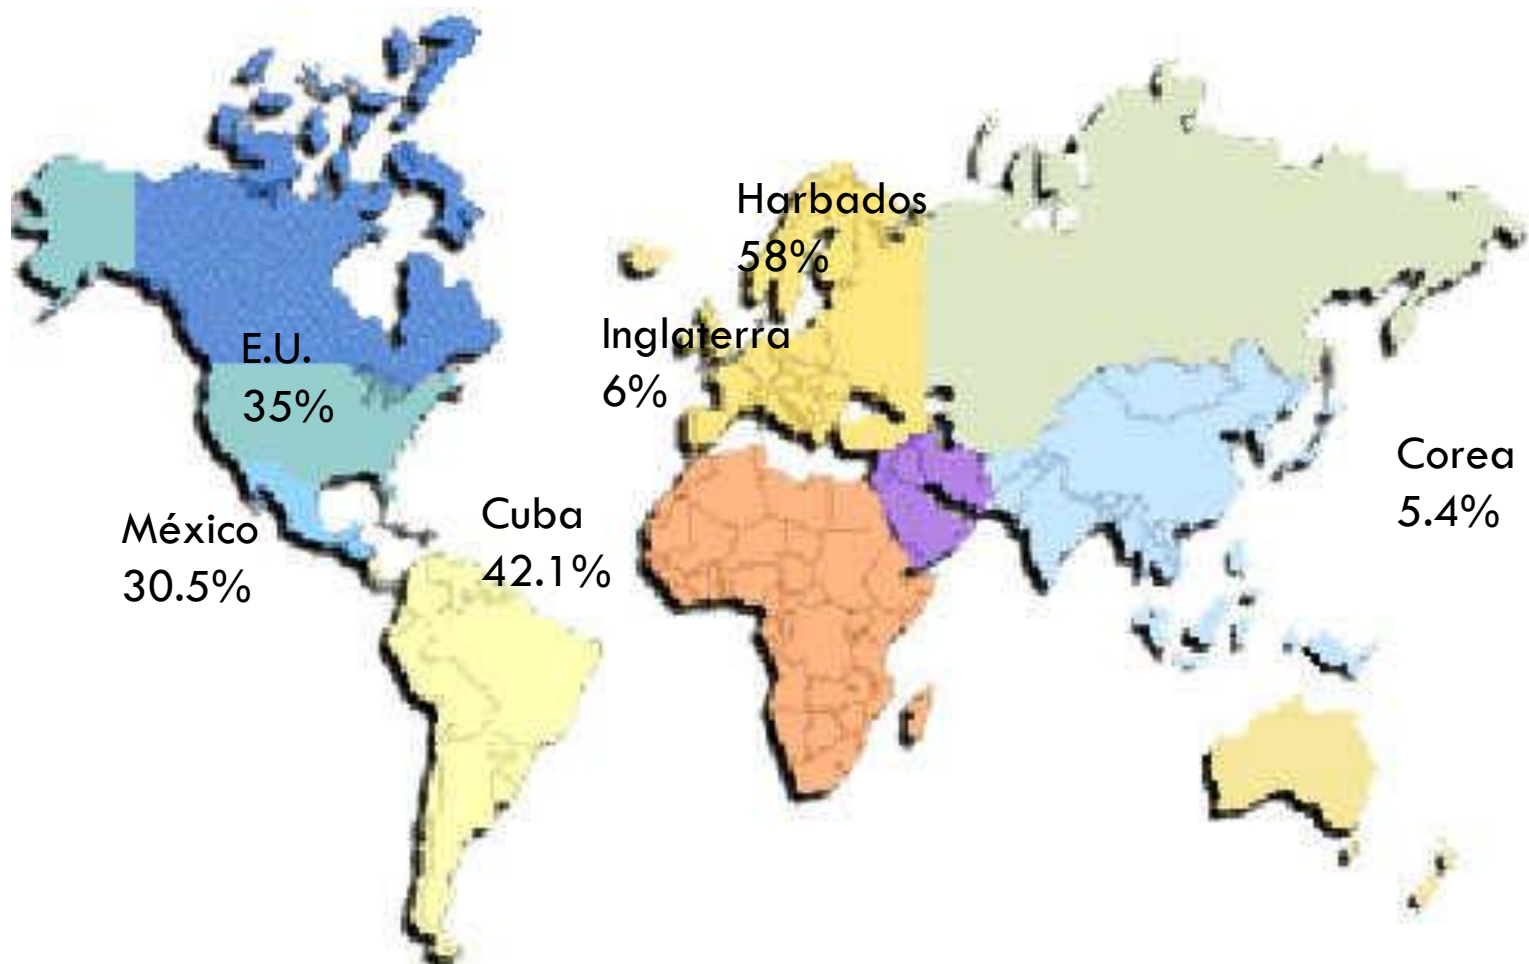 Harbados
58%
Inglaterra
6%
E.U.
35%
Corea
5.4%
Cuba
42.1%
México
30.5%